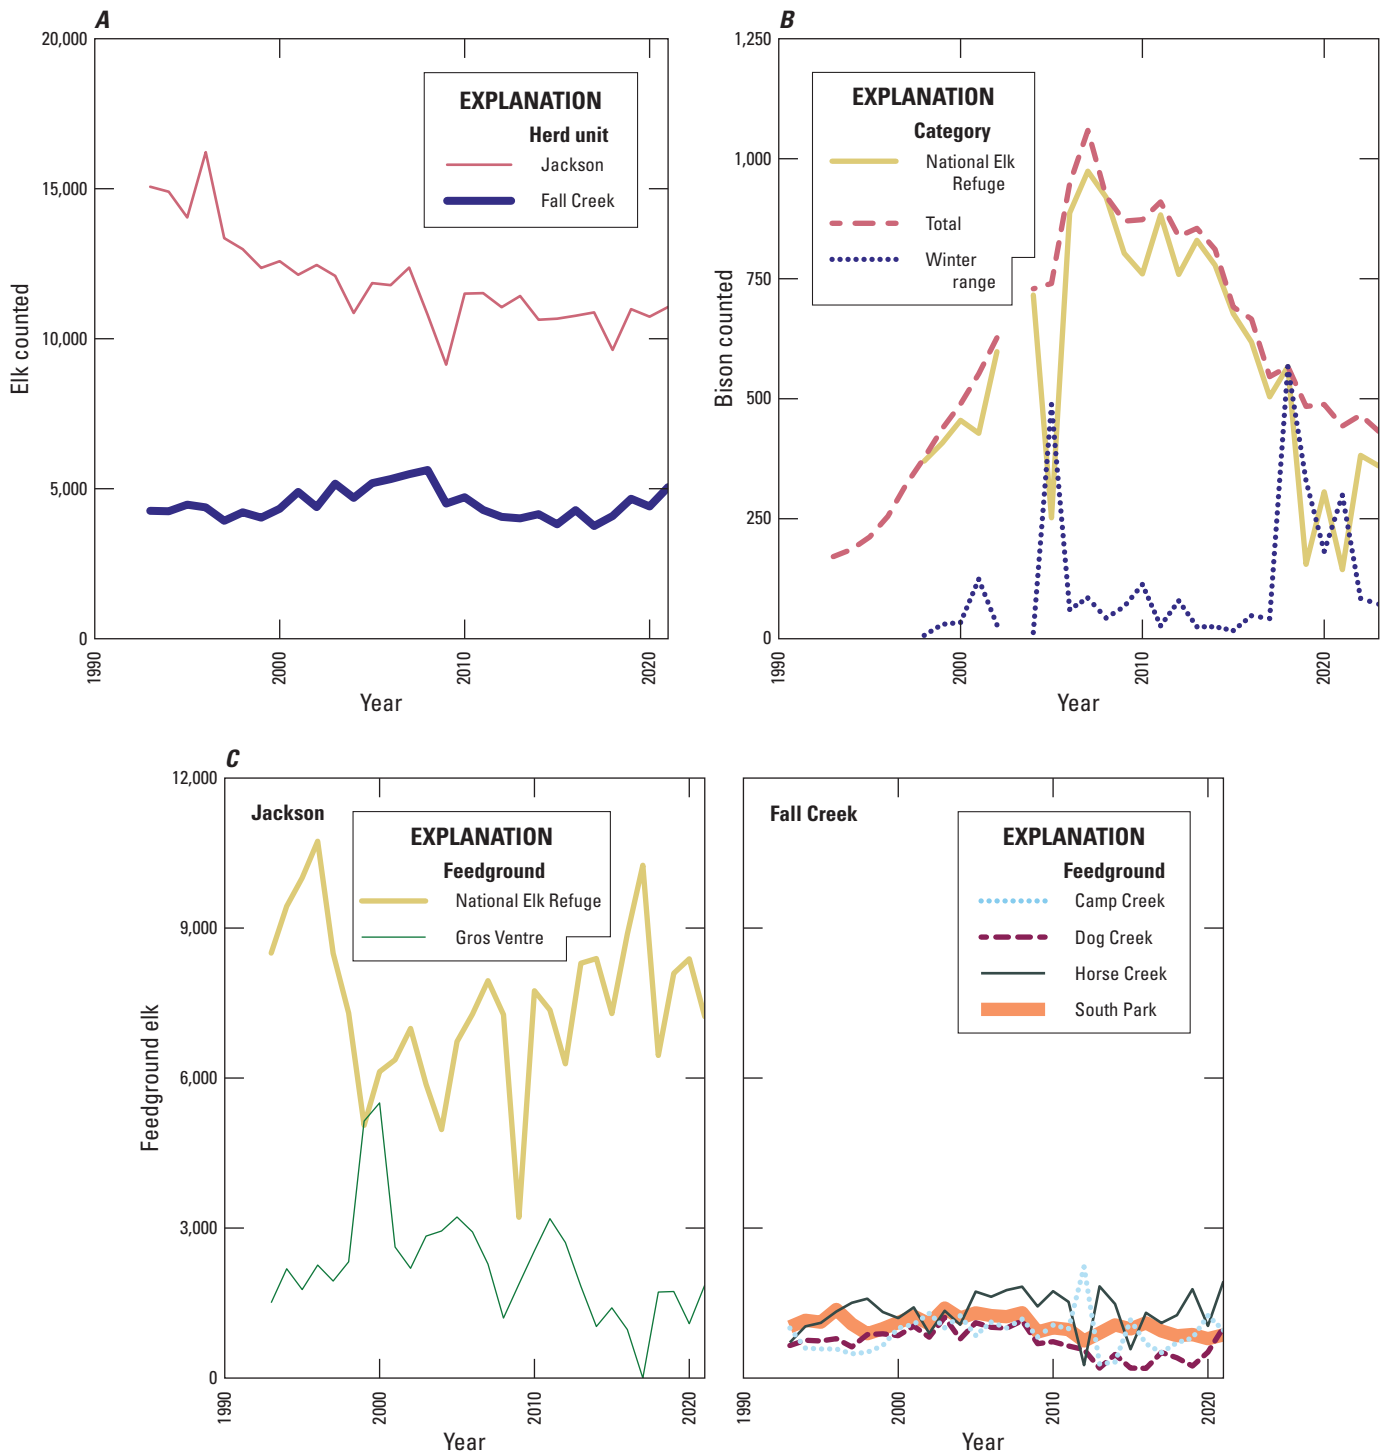 A
20,000
15,000
10,000
5,000
0
Elk counted
EXPLANATION
Herd unit
Jackson
Fall Creek
1990
2000
2010
2020
Year
B
1,250
1,000
750
500
250
0
Bison counted
EXPLANATION
Category
National Elk
Refuge
Total
Winter
range
1990
2000
2010
2020
Year
C
12,000
9,000
6,000
3,000
0
Feedground elk
Jackson
EXPLANATION
Feedground
National Elk Refuge
Gros Ventre
1990
2000
2010
2020
Year
Fall Creek
EXPLANATION
Feedground
Camp Creek
Dog Creek
Horse Creek
South Park
1990
2000
2010
2020
Year